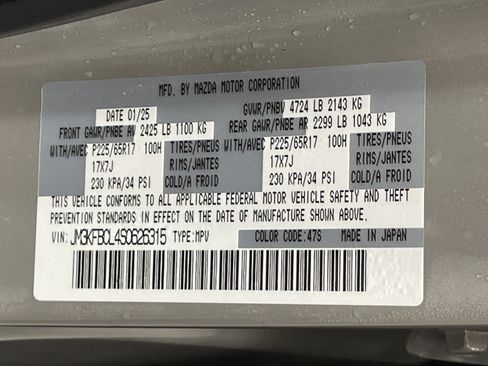 MFD. BY MAZDA MOTOR CORPORATION
DATE 01/25 GVWR/PNBV 4724 LB 2143 KG
FRONT GAWR/PNBE AV 2425 LB 1100 KG REAR GAWR/PNBE AR 2299 LB 1043 KG
WITH/AVEC P225/65R17 100H TIRES/PNEUS WITH/AVEC P225/65R17 100H TIRES/PNEUS
17X7J RIMS/JANTES 17X7J RIMS/JANTES
230 KPA/34 PSI COLD/A FROID 230 KPA/34 PSI COLD/A FROID
THIS VEHICLE CONFORMS TO ALL APPLICABLE FEDERAL MOTOR VEHICLE SAFETY AND THEFT
PREVENTION STANDARDS IN EFFECT ON THE DATE OF MANUFACTURE SHOWN ABOVE.
VIN: JM3KFBCL4S0626315 TYPE:MPV COLOR CODE:47S MADE IN JAPAN